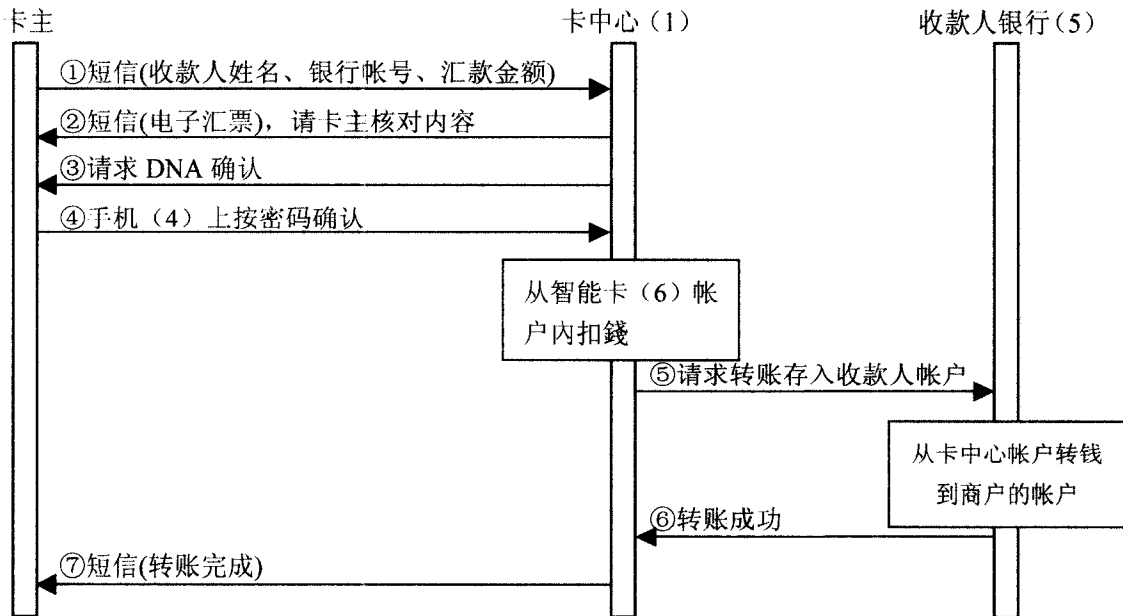 卡主
卡中心（1）
收款人银行（5）
①短信(收款人姓名、银行帐号、汇款金额)
②短信(电子汇票)，请卡主核对内容
③请求 DNA 确认
④手机（4）上按密码确认
从智能卡（6）帐
户內扣錢
⑤请求转账存入收款人帐户
从卡中心帐户转钱
到商户的帐户
⑥转账成功
⑦短信(转账完成)